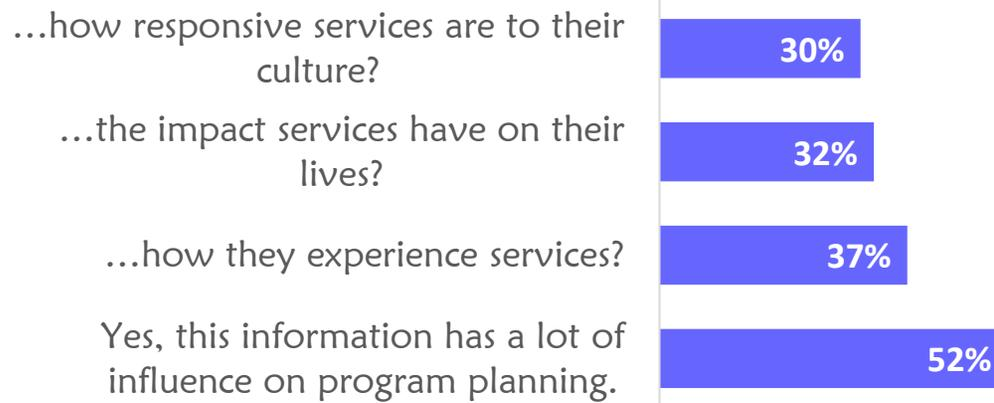 ...how responsive services are to their
culture?
30%
...the impact services have on their
lives?
32%
...how they experience services?
37%
Yes, this information has a lot of
influence on program planning.
52%